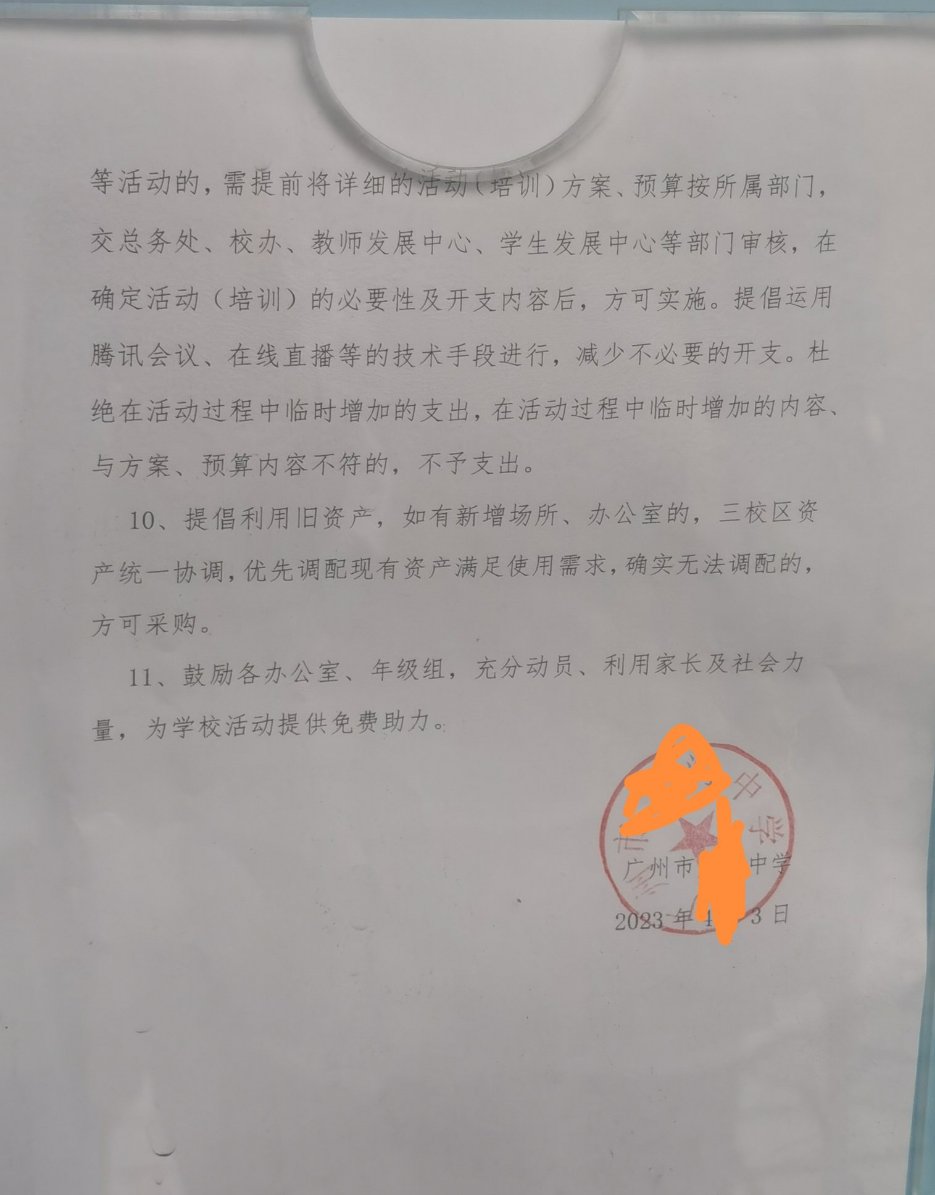 等活动的，需提前将详细的活动（培训）方案、预算按所属部门，
交总务处、校办、教师发展中心、学生发展中心等部门审核，在
确定活动（培训）的必要性及开支内容后，方可实施。提倡运用
腾讯会议、在线直播等的技术手段进行，减少不必要的开支。杜
绝在活动过程中临时增加的支出，在活动过程中临时增加的内容、
与方案、预算内容不符的，不予支出。
10、提倡利用旧资产，如有新增场所、办公室的，三校区资
产统一协调，优先调配现有资产满足使用需求，确实无法调配的，
方可采购。
11、鼓励各办公室、年级组，充分动员、利用家长及社会力
量，为学校活动提供免费助力。
州市 中学
广州市 中学
2023 年 3 日